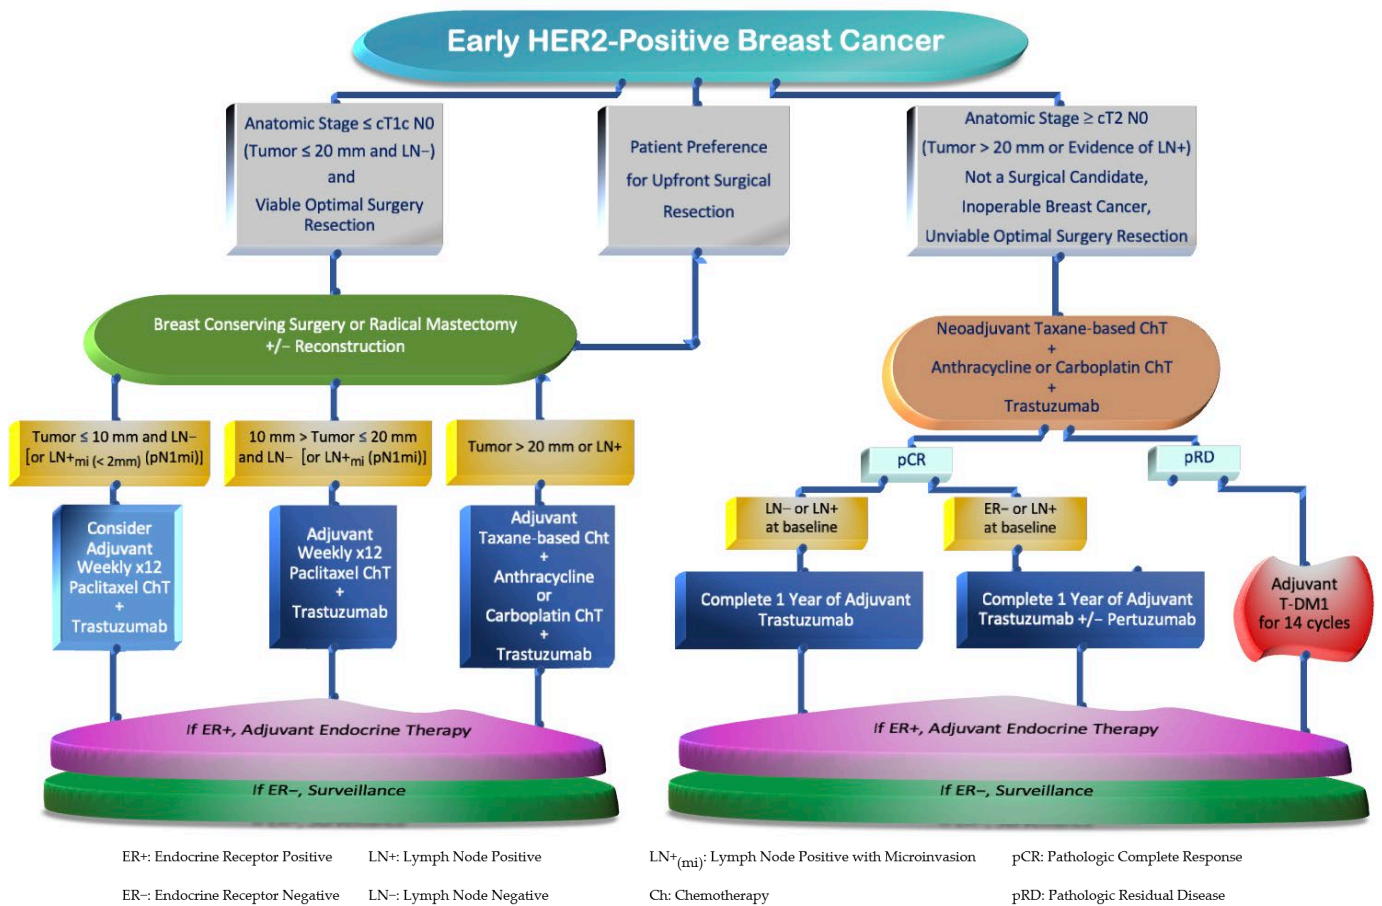 Early HER2-Positive Breast Cancer
Anatomic Stage ≤ cT1c N0
(Tumor ≤ 20 mm and LN−)
and
Viable Optimal Surgery
Resection
Patient Preference
for Upfront Surgical
Resection
Anatomic Stage ≥ cT2 N0
(Tumor > 20 mm or Evidence of LN+)
Not a Surgical Candidate,
Inoperable Breast Cancer,
Unviable Optimal Surgery Resection
Breast Conserving Surgery or Radical Mastectomy
+/− Reconstruction
Neoadjuvant Taxane-based ChT
+
Anthracycline or Carboplatin ChT
+
Trastuzumab
Tumor ≤ 10 mm and LN−
[or LN+mi (< 2mm) (pN1mi)]
10 mm > Tumor ≤ 20 mm
and LN− [or LN+mi (pN1mi)]
Tumor > 20 mm or LN+
pCR
pRD
LN− or LN+
at baseline
ER− or LN+
at baseline
Consider
Adjuvant
Weekly x12
Paclitaxel ChT
+
Trastuzumab
Adjuvant
Weekly x12
Paclitaxel ChT
+
Trastuzumab
Adjuvant
Taxane-based Cht
+
Anthracycline
or
Carboplatin ChT
+
Trastuzumab
Complete 1 Year of Adjuvant
Trastuzumab
Complete 1 Year of Adjuvant
Trastuzumab +/− Pertuzumab
Adjuvant
T-DM1
for 14 cycles
If ER+, Adjuvant Endocrine Therapy
If ER−, Surveillance
If ER+, Adjuvant Endocrine Therapy
If ER−, Surveillance
ER+: Endocrine Receptor Positive
LN+: Lymph Node Positive
LN+(mi): Lymph Node Positive with Microinvasion
pCR: Pathologic Complete Response
ER−: Endocrine Receptor Negative
LN−: Lymph Node Negative
Ch: Chemotherapy
pRD: Pathologic Residual Disease